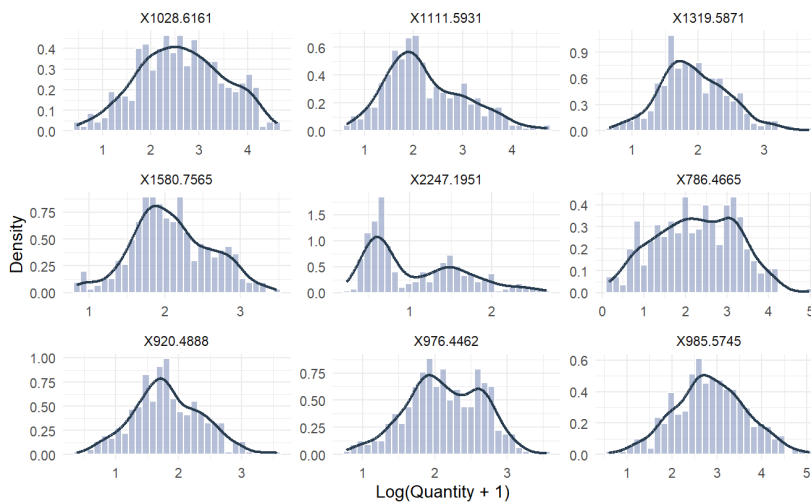 X1028.6161 X1111.5931 X1319.5871
0.4 0.3 0.2 0.1 0.0
1 2 3 4
0.6 0.4 0.2 0.0
1 2 3 4
0.9 0.6 0.3 0.0
1 2 3
X1580.7565 X2247.1951 X786.4665
0.75 0.50 0.25 0.00
1 2 3
1.5 1.0 0.5 0.0
1 2
0.4 0.3 0.2 0.1 0.0
0 1 2 3 4 5
Density
X920.4888 X976.4462 X985.5745
1.00 0.75 0.50 0.25 0.00
1 2 3
0.75 0.50 0.25 0.00
1 2 3
0.6 0.4 0.2 0.0
1 2 3 4 5
Log(Quantity + 1)